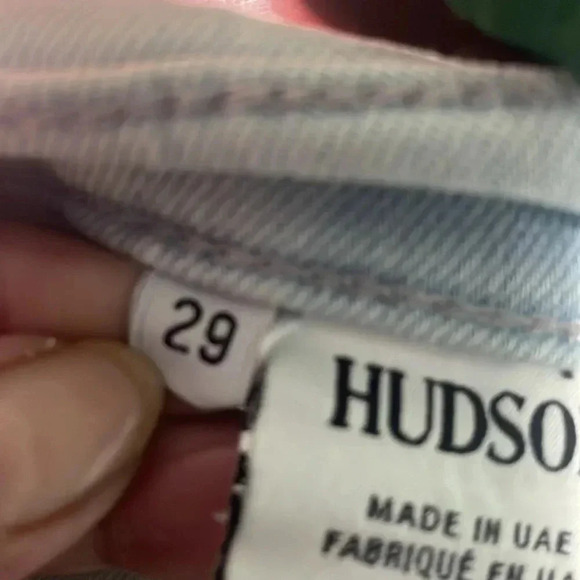 29
HUDSO
MADE IN UAE
FABRIQUÉ EN